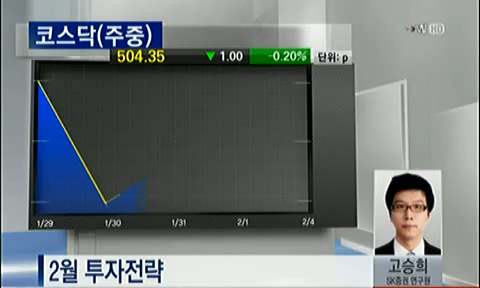 코스닥(주중)
504.35 ▼ 1.00 -0.20% 단위: p
1/29 1/30 1/31 2/1 2/4
고승희
SK증권 연구원
2월 투자전략